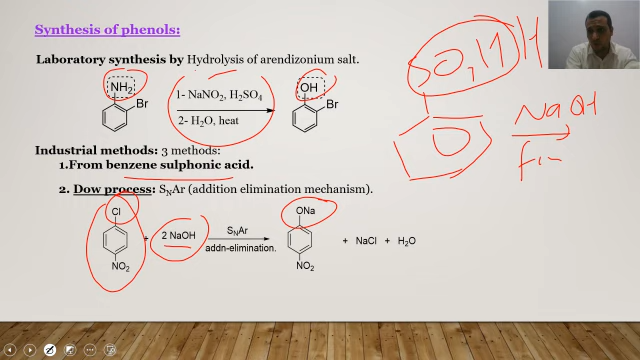 Synthesis of phenols:
Laboratory synthesis by Hydrolysis of arendizonium salt.
NH2
Br
1- NaNO2, H2SO4
2- H2O, heat
OH
Br
Industrial methods: 3 methods:
1.From benzene sulphonic acid.
2. Dow process: SNAr (addition elimination mechanism).
Cl
NO2
+ 2 NaOH
SNAr
addn-elimination.
ONa
NO2
+ NaCl + H2O
NaOH